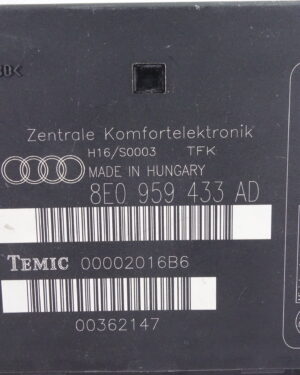 Zentrale Komfortelektronik
H16/S0003 TFK
MADE IN HUNGARY
8E0 959 433 AD
TEMIC 00002016B6
00362147